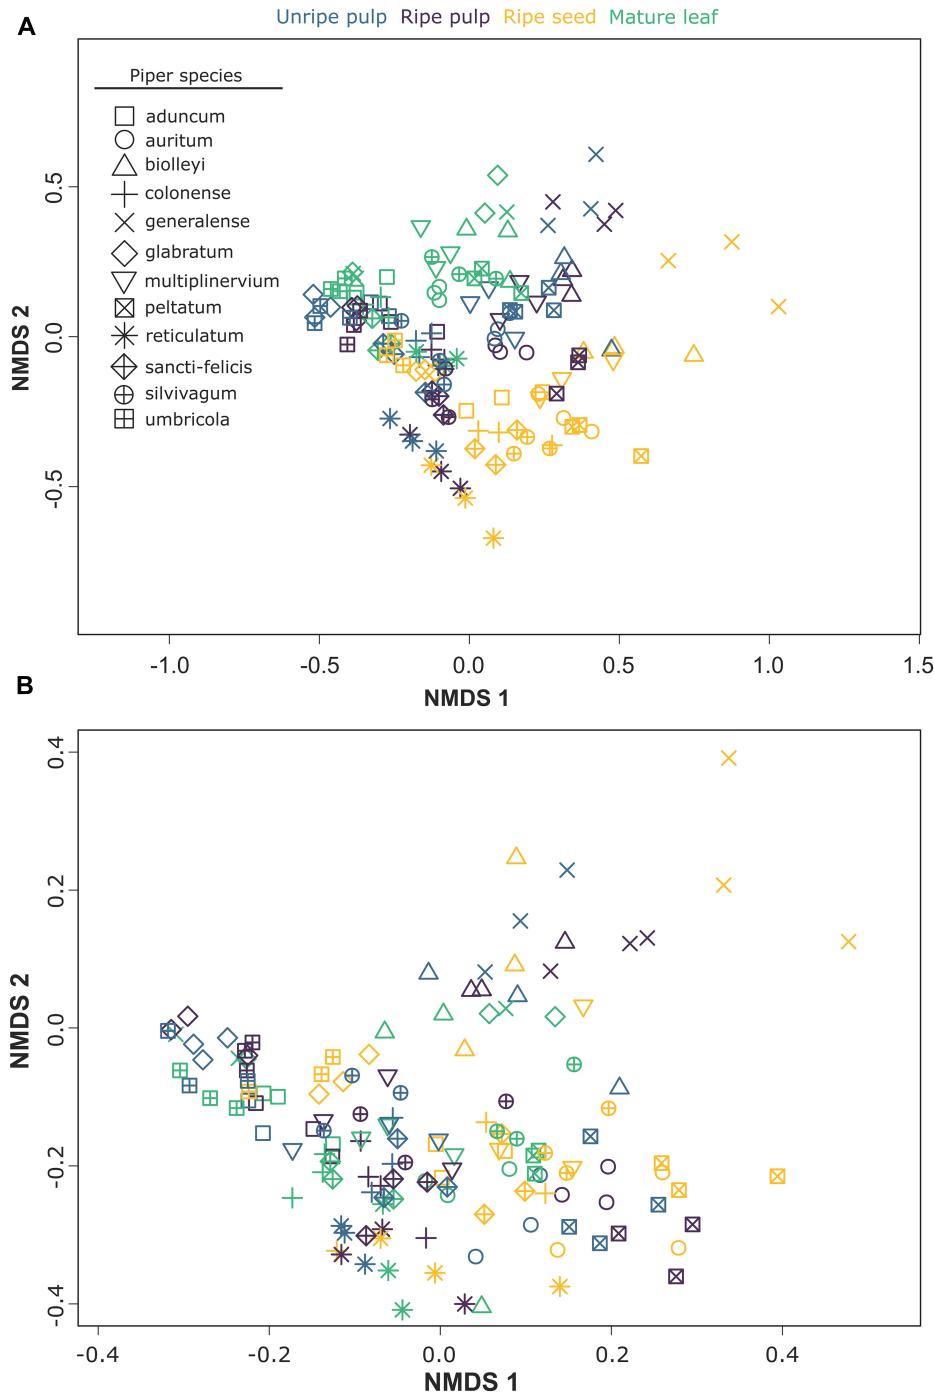 Unripe pulp Ripe pulp Ripe seed Mature leaf
A
Piper species
aduncum
auritum
biolleyi
colonense
generalense
glabratum
multiplinervium
peltatum
reticulatum
sancti-felicis
silvivagum
umbricola
NMDS 2
0.5
0.0
-0.5
-1.0 -0.5 0.0 0.5 1.0 1.5
NMDS 1
B
NMDS 2
0.4
0.2
0.0
-0.2
-0.4
-0.4 -0.2 0.0 0.2 0.4
NMDS 1